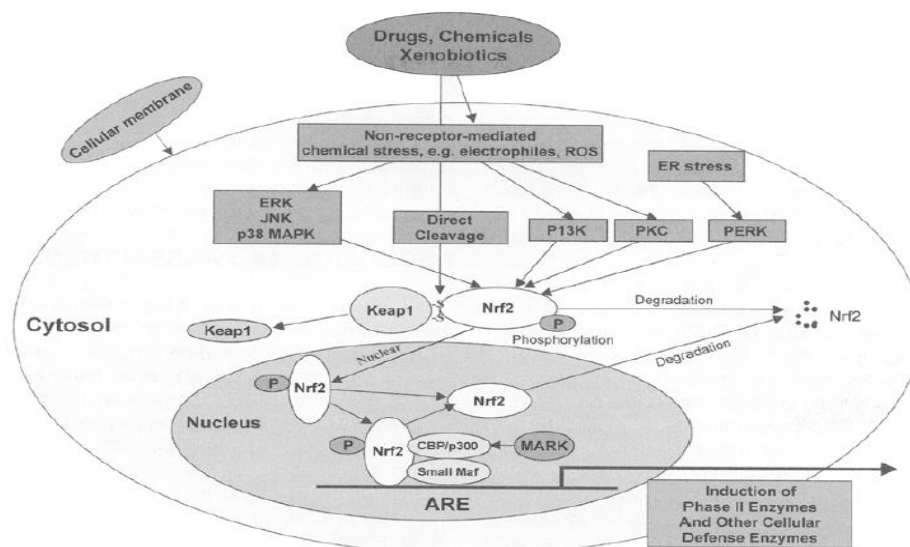 Drugs, Chemicals
Xenobiotics
Cellular membrane
Non-receptor-mediated
chemical stress, e.g. electrophiles, ROS
ER stress
ERK
JNK
p38 MAPK
Direct
Cleavage
P13K
PKC
PERK
Keap1
-S
-S
Nrf2
P
Phosphorylation
Degradation
Nrf2
Cytosol
Keap1
Nuclear
Degradation
P
Nrf2
Nrf2
Nucleus
P
Nrf2
CBP/p300
MARK
Small Maf
ARE
Induction of
Phase II Enzymes
And Other Cellular
Defense Enzymes